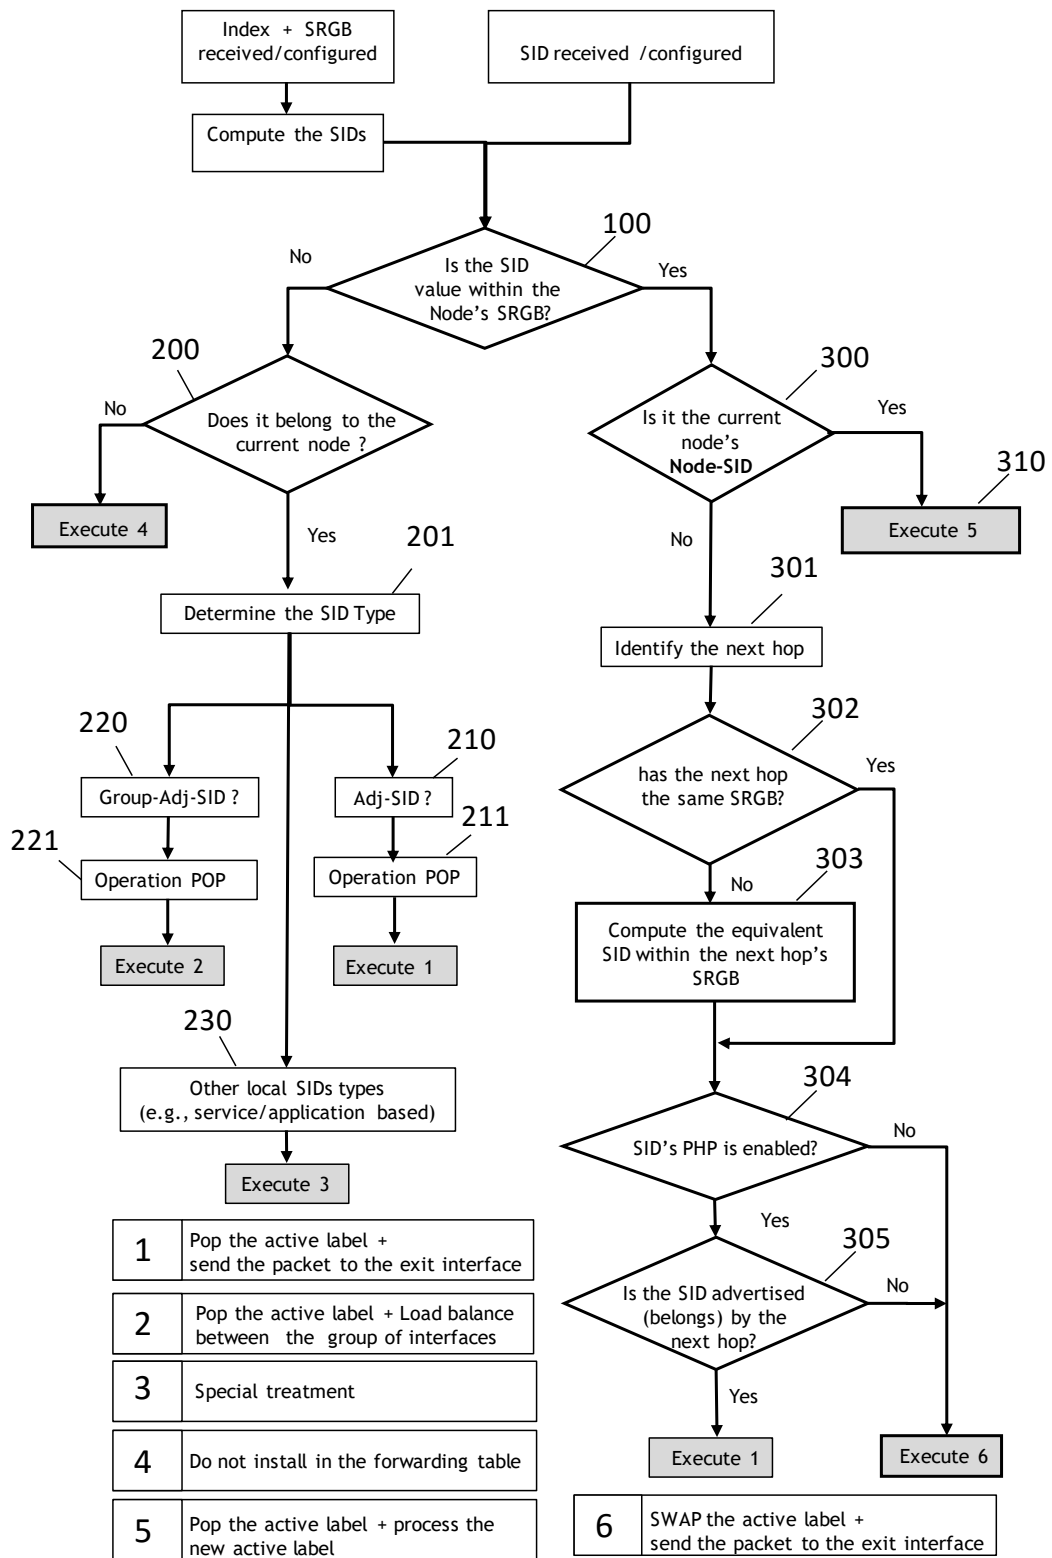 Index + SRGB
received/configured
SID received /configured
Compute the SIDs
100
No
Is the SID
value within the
Node's SRGB?
Yes
200
300
No
Does it belong to the
current node ?
Is it the current
node's
Node-SID
Yes
310
Execute 4
Yes
201
No
Execute 5
Determine the SID Type
301
Identify the next hop
220
210
302
Group-Adj-SID ?
Adj-SID ?
has the next hop
the same SRGB?
Yes
221
211
Operation POP
Operation POP
No
303
Execute 2
Execute 1
Compute the equivalent
SID within the next hop's
SRGB
230
Other local SIDs types
(e.g., service/application based)
304
SID's PHP is enabled?
No
Execute 3
Yes
305
Is the SID advertised
(belongs) by the
next hop?
No
Yes
Execute 1
Execute 6
1
Pop the active label +
send the packet to the exit interface
2
Pop the active label + Load balance
between the group of interfaces
3
Special treatment
4
Do not install in the forwarding table
5
Pop the active label + process the
new active label
6
SWAP the active label +
send the packet to the exit interface